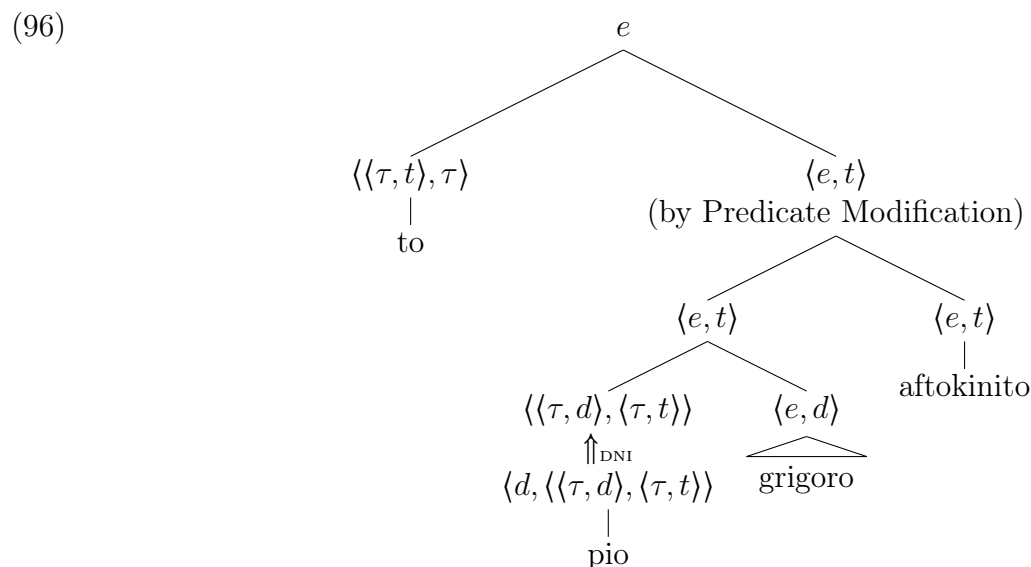 (96)
e
⟨⟨τ, t⟩, τ⟩ ⟨e, t⟩
to (by Predicate Modification)
⟨e, t⟩ ⟨e, t⟩
aftokinito
⟨⟨τ, d⟩, ⟨τ, t⟩⟩ ⟨e, d⟩
⇑DNI
⟨d, ⟨⟨τ, d⟩, ⟨τ, t⟩⟩ grigoro
pio